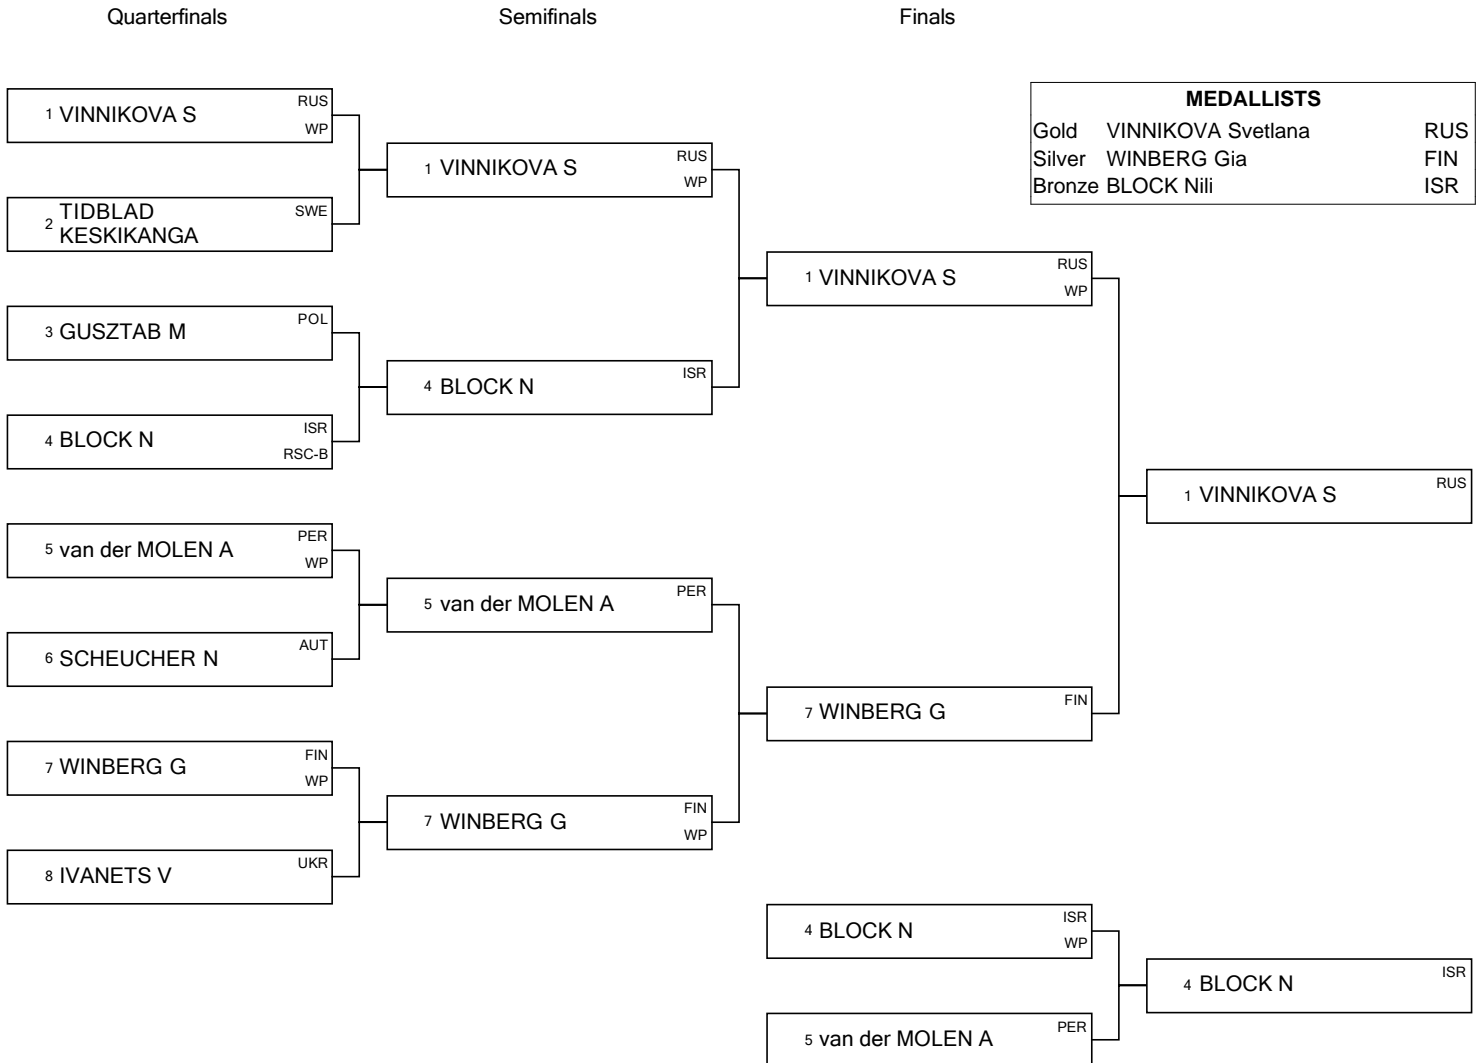 Quarterfinals
Semifinals
Finals
MEDALLISTS
Gold VINNIKOVA Svetlana RUS
Silver WINBERG Gia FIN
Bronze BLOCK Nili ISR
1 VINNIKOVA S RUS
WP
2 TIDBLAD SWE
KESKIKANGA
3 GUSZTAB M POL
4 BLOCK N ISR
RSC-B
5 van der MOLEN A PER
WP
6 SCHEUCHER N AUT
7 WINBERG G FIN
WP
8 IVANETS V UKR
1 VINNIKOVA S RUS
WP
4 BLOCK N ISR
5 van der MOLEN A PER
7 WINBERG G FIN
WP
1 VINNIKOVA S RUS
WP
7 WINBERG G FIN
1 VINNIKOVA S RUS
4 BLOCK N ISR
WP
5 van der MOLEN A PER
4 BLOCK N ISR